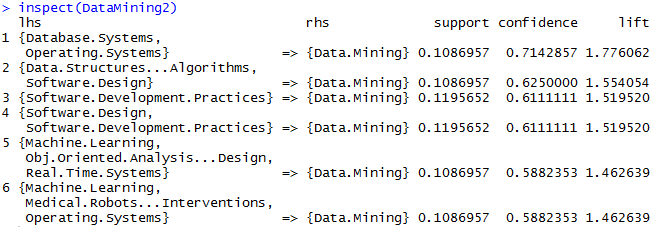 > inspect(DataMining2)
  lhs                                 rhs             support confidence     lift
1 {Database.Systems,
   Operating.Systems}              => {Data.Mining} 0.1086957  0.7142857 1.776062
2 {Data.Structures...Algorithms,
   Software.Design}                => {Data.Mining} 0.1086957  0.6250000 1.554054
3 {Software.Development.Practices} => {Data.Mining} 0.1195652  0.6111111 1.519520
4 {Software.Design,
   Software.Development.Practices} => {Data.Mining} 0.1195652  0.6111111 1.519520
5 {Machine.Learning,
   Obj.Oriented.Analysis...Design,
   Real.Time.Systems}              => {Data.Mining} 0.1086957  0.5882353 1.462639
6 {Machine.Learning,
   Medical.Robots...Interventions,
   Operating.Systems}              => {Data.Mining} 0.1086957  0.5882353 1.462639